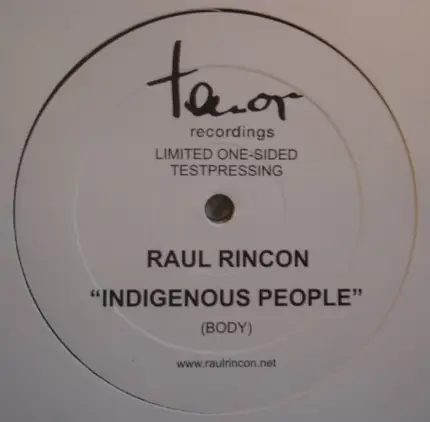 tenor
recordings
LIMITED ONE-SIDED
TESTPRESSING
RAUL RINCON
“INDIGENOUS PEOPLE”
(BODY)
www.raulrincon.net